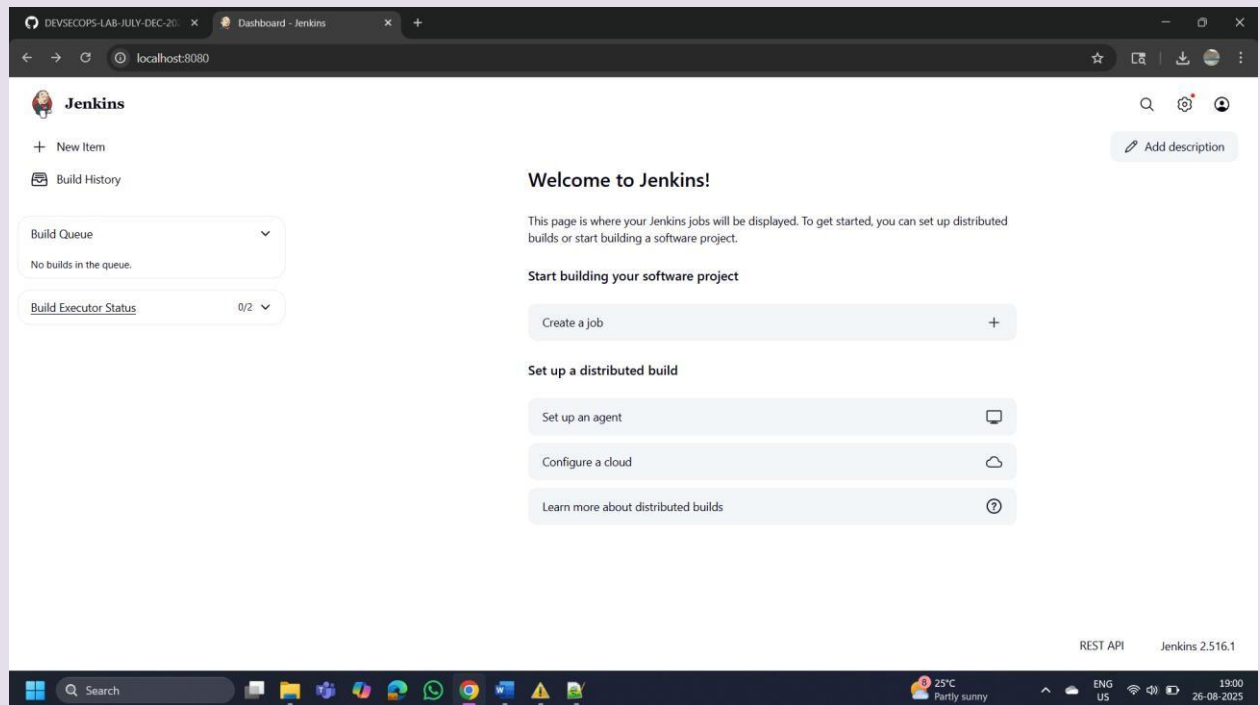 DEVSECOPS-LAB-JULY-DEC-20
Dashboard - Jenkins
localhost:8080
Jenkins
New Item
Add description
Build History
Welcome to Jenkins!
This page is where your Jenkins jobs will be displayed. To get started, you can set up distributed
builds or start building a software project.
Build Queue
No builds in the queue.
Build Executor Status 0/2
Start building your software project
Create a job
Set up a distributed build
Set up an agent
Configure a cloud
Learn more about distributed builds
REST API Jenkins 2.516.1
Search
8
25°C
Partly sunny
ENG
US
19:00
26-08-2025